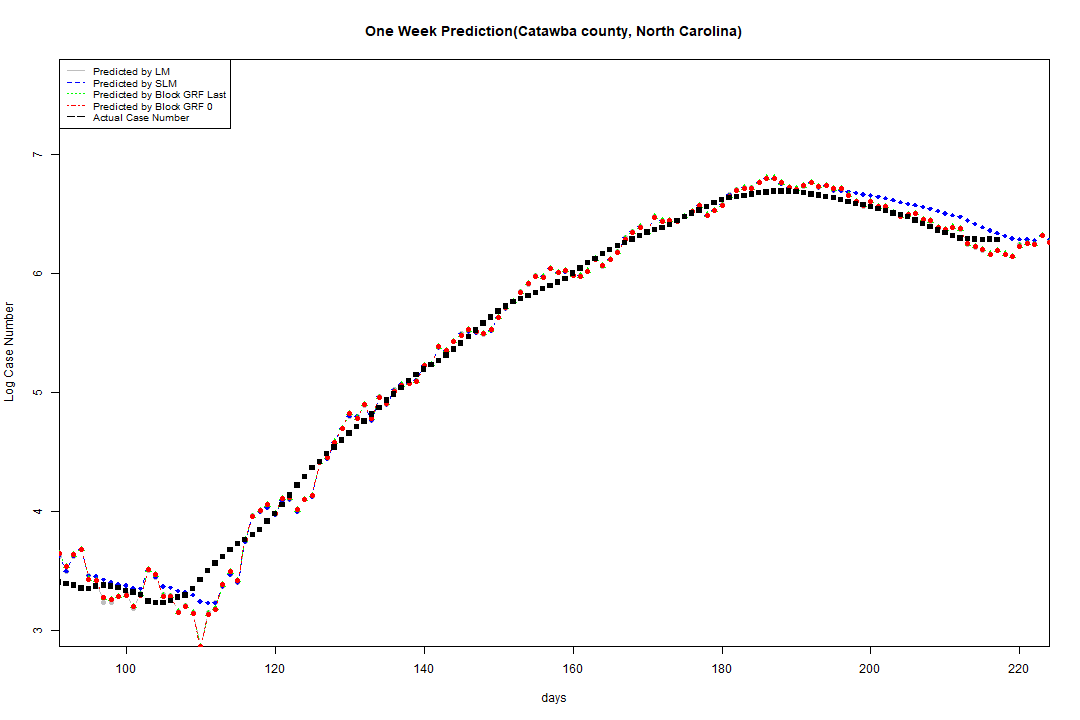 One Week Prediction(Catawba county, North Carolina)
Predicted by LM
Predicted by SLM
Predicted by Block GRF Last
Predicted by Block GRF 0
Actual Case Number
Log Case Number
7
6
5
4
3
100 120 140 160 180 200 220
days